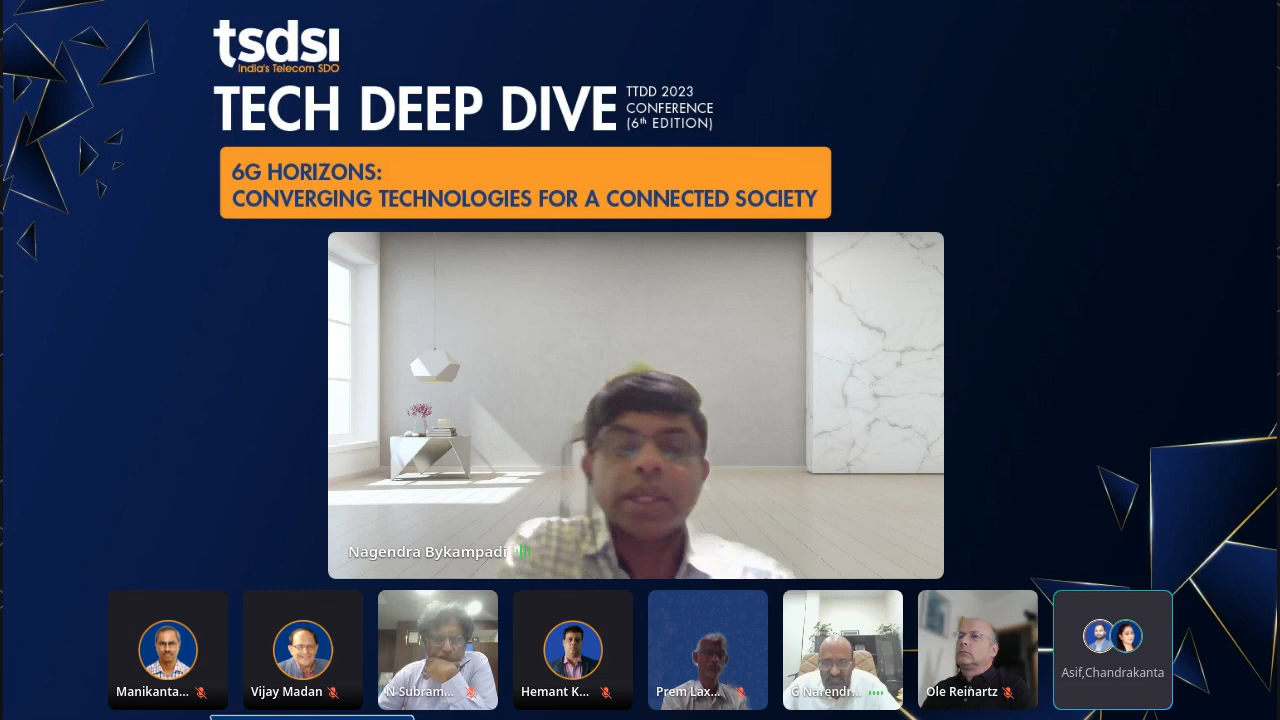 tsdsi
India's Telecom SDO
TECH DEEP DIVE
TTDD 2023
CONFERENCE
(6th EDITION)
6G HORIZONS:
CONVERGING TECHNOLOGIES FOR A CONNECTED SOCIETY
Nagendra Bykampadi
Manikanta...
Vijay Madan
N Subram...
Hemant K...
Prem Lax...
G Narendr...
Ole Reinartz
Asif,Chandrakanta